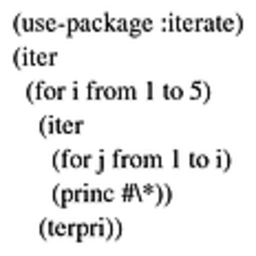 (use-package :iterate)
(iter
(for i from 1 to 5)
(iter
(for j from 1 to i)
(princ #\*))
(terpri))